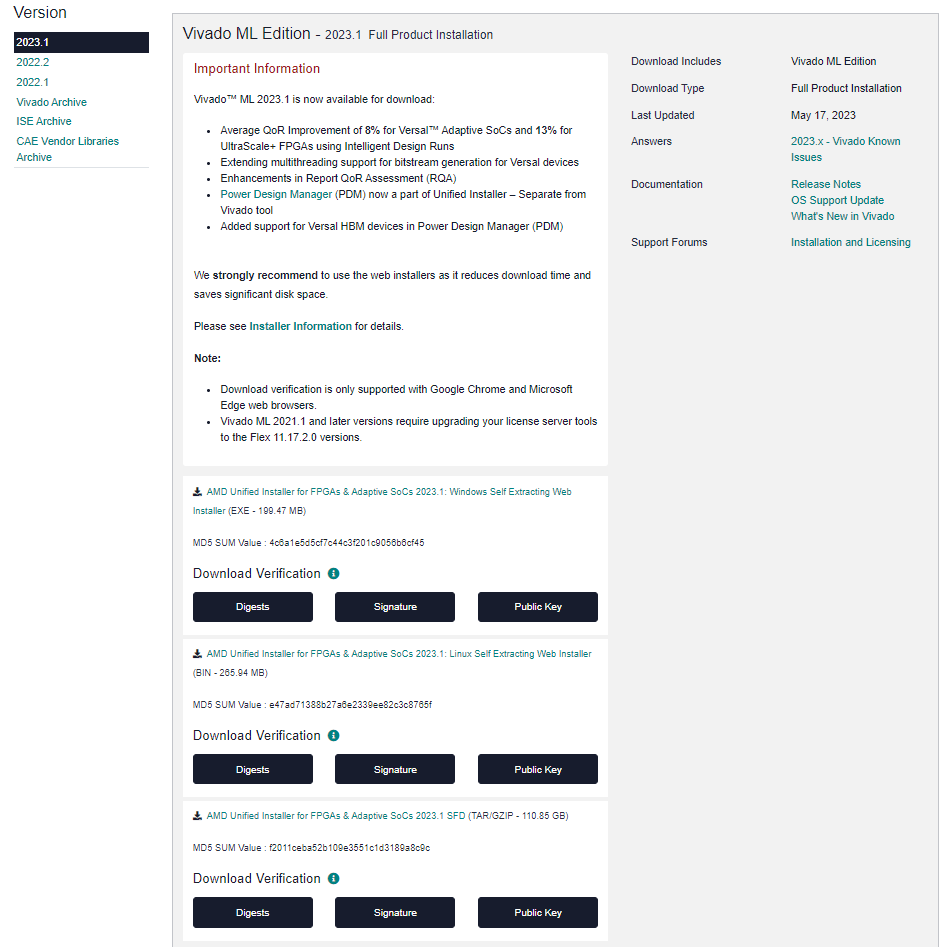 Version
2023.1
2022.2
2022.1
Vivado Archive
ISE Archive
CAE Vendor Libraries
Archive
Vivado ML Edition - 2023.1 Full Product Installation
Important Information
Vivado™ ML 2023.1 is now available for download:
• Average QoR Improvement of 8% for Versal™ Adaptive SoCs and 13% for
UltraScale+ FPGAs using Intelligent Design Runs
• Extending multithreading support for bitstream generation for Versal devices
• Enhancements in Report QoR Assessment (RQA)
• Power Design Manager (PDM) now a part of Unified Installer – Separate from
Vivado tool
• Added support for Versal HBM devices in Power Design Manager (PDM)
We strongly recommend to use the web installers as it reduces download time and
saves significant disk space.
Please see Installer Information for details.
Note:
• Download verification is only supported with Google Chrome and Microsoft
Edge web browsers.
• Vivado ML 2021.1 and later versions require upgrading your license server tools
to the Flex 11.17.2.0 versions.
AMD Unified Installer for FPGAs & Adaptive SoCs 2023.1: Windows Self Extracting Web
Installer (EXE - 199.47 MB)
MD5 SUM Value : 4c6a1e5d5cf7c44c3f201c9056b6cf45
Download Verification
Digests Signature Public Key
AMD Unified Installer for FPGAs & Adaptive SoCs 2023.1: Linux Self Extracting Web Installer
(BIN - 265.94 MB)
MD5 SUM Value : e47ad71388b27a6e2339ee82c3c8765f
Download Verification
Digests Signature Public Key
AMD Unified Installer for FPGAs & Adaptive SoCs 2023.1 SFD (TAR/GZIP - 110.85 GB)
MD5 SUM Value : f2011ceba52b109e3551c1d3189a8c9c
Download Verification
Digests Signature Public Key
Download Includes Vivado ML Edition
Download Type Full Product Installation
Last Updated May 17, 2023
Answers 2023.x - Vivado Known
Issues
Documentation Release Notes
OS Support Update
What's New in Vivado
Support Forums Installation and Licensing